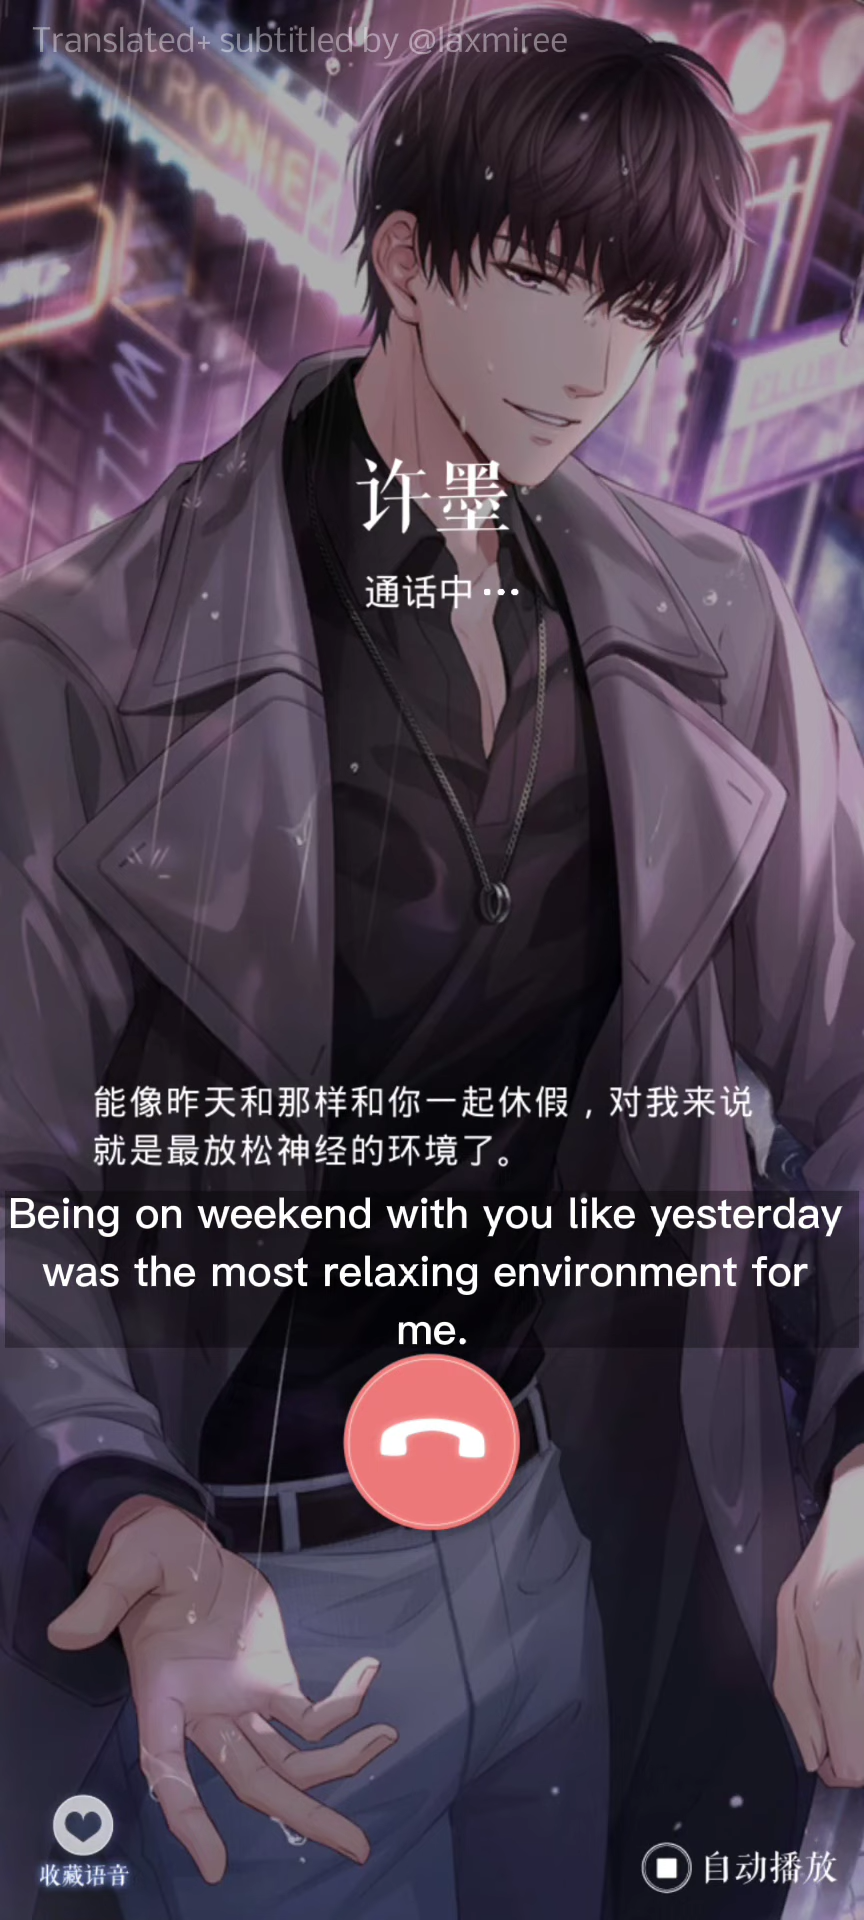 Translated+ subtitled by @laxmiree
许墨
通话中...
能像昨天和那样和你一起休假，对我来说
就是最放松神经的环境了。
Being on weekend with you like yesterday
was the most relaxing environment for
me.
收藏语音
自动播放